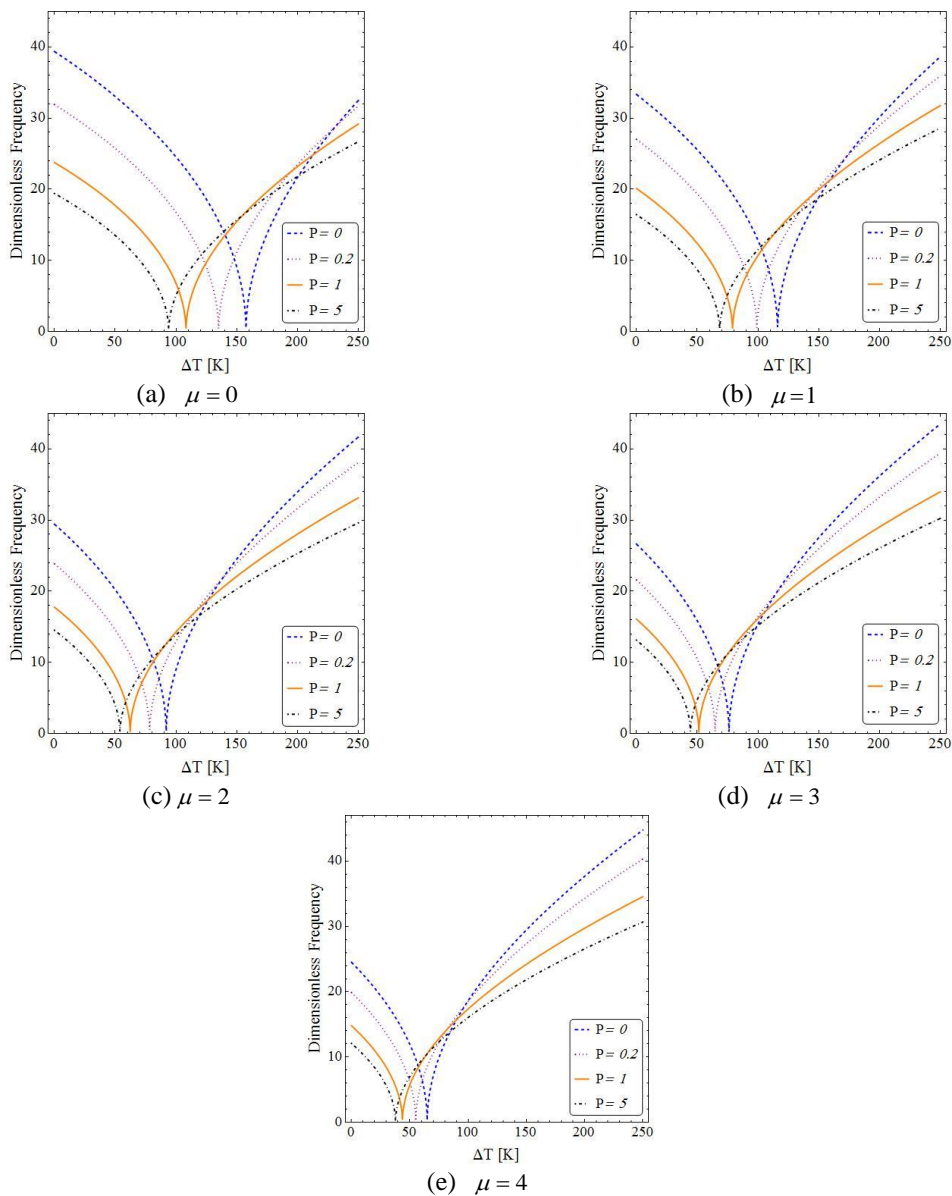 40
30
20
10
0
Dimensionless Frequency
P = 0
P = 0.2
P = 1
P = 5
0 50 100 150 200 250
ΔT [K]
(a) μ = 0
40
30
20
10
0
Dimensionless Frequency
P = 0
P = 0.2
P = 1
P = 5
0 50 100 150 200 250
ΔT [K]
(b) μ = 1
40
30
20
10
0
Dimensionless Frequency
P = 0
P = 0.2
P = 1
P = 5
0 50 100 150 200 250
ΔT [K]
(c) μ = 2
40
30
20
10
0
Dimensionless Frequency
P = 0
P = 0.2
P = 1
P = 5
0 50 100 150 200 250
ΔT [K]
(d) μ = 3
40
30
20
10
0
Dimensionless Frequency
P = 0
P = 0.2
P = 1
P = 5
0 50 100 150 200 250
ΔT [K]
(e) μ = 4